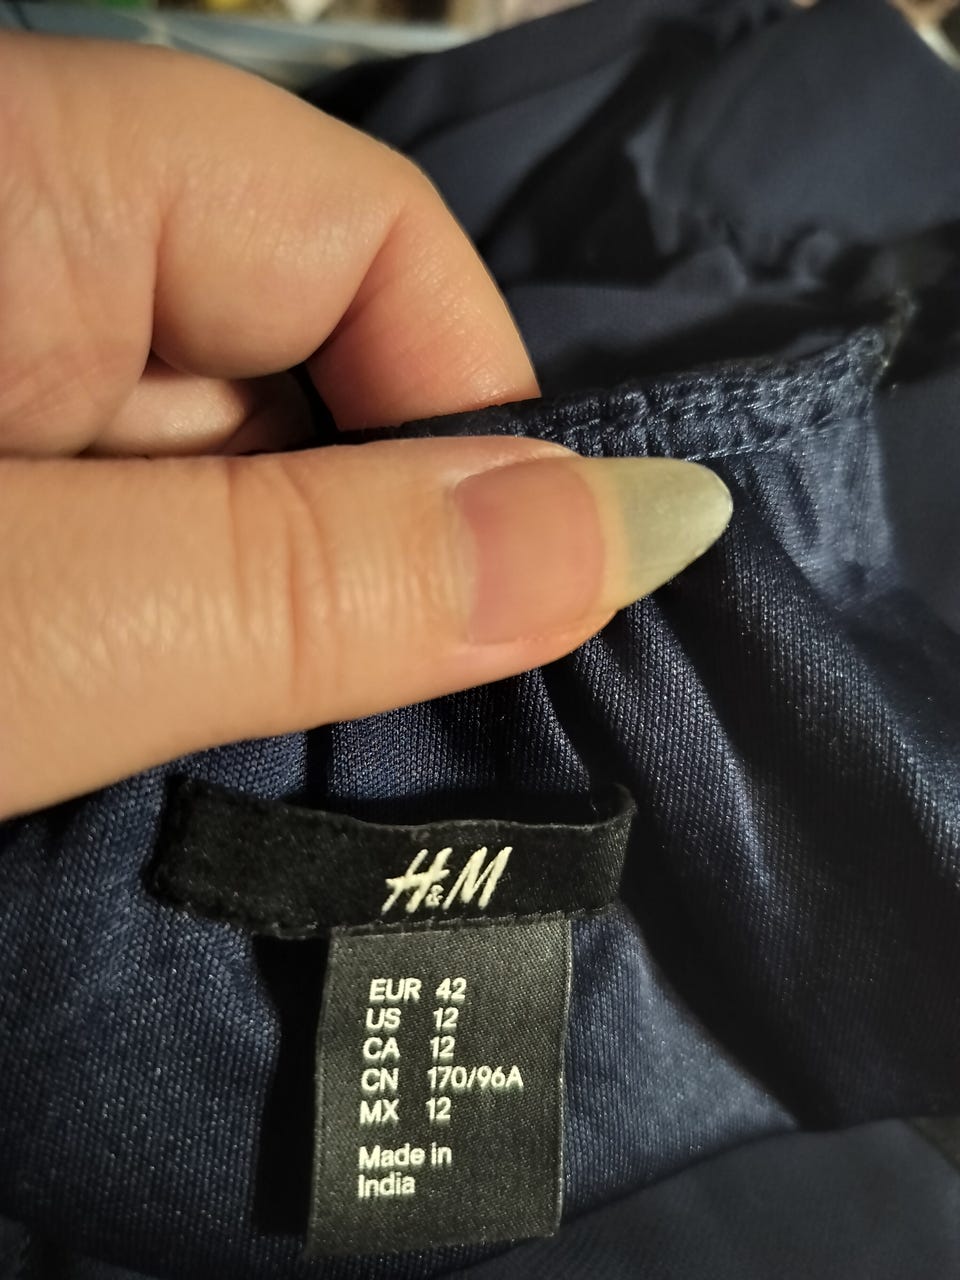 H&M
EUR 42
US 12
CA 12
CN 170/96A
MX 12
Made in
India